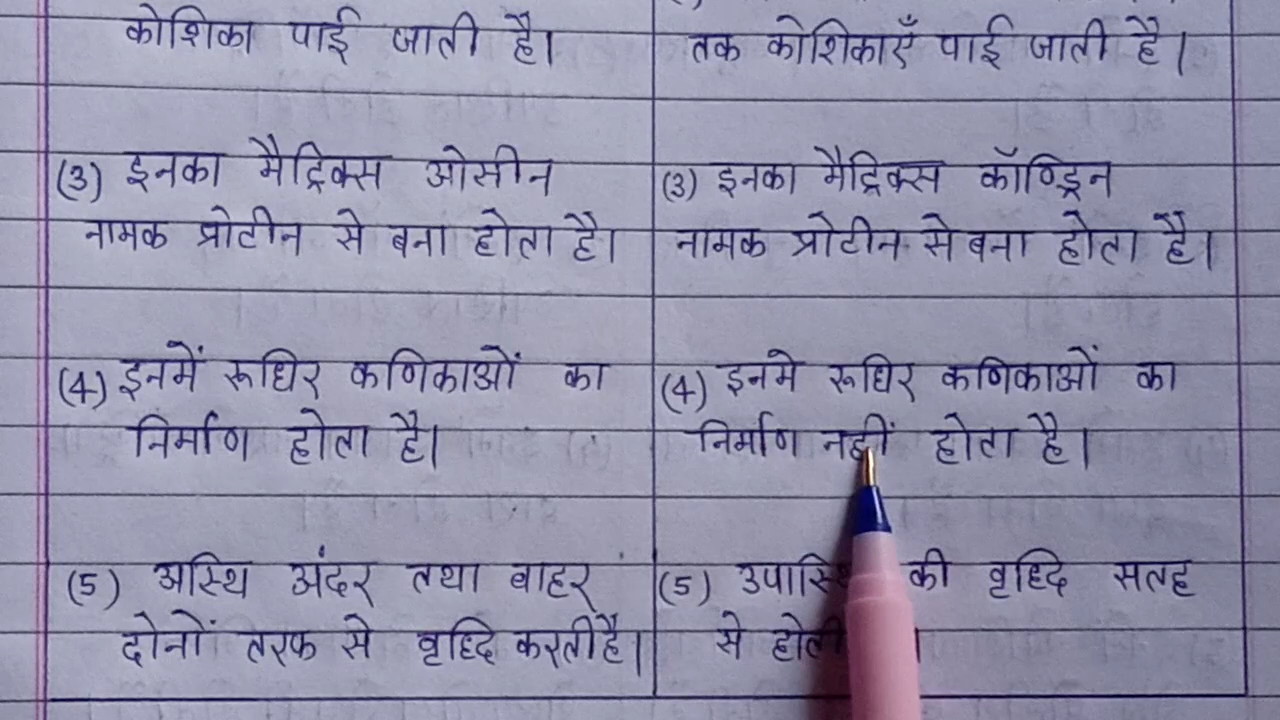 कोशिका पाई जाती है।
(3) इनका मैट्रिक्स ओसीन
नामक प्रोटीन से बना होता है।
(4) इनमें रूधिर कणिकाओं का
निर्माण होता है।
(5) अस्थि अंदर तथा बाहर
दोनों तरफ से वृध्दि करती है।
तक कोशिकाएँ पाई जाती है।
(3) इनका मैट्रिक्स कॉण्ड्रिन
नामक प्रोटीन से बना होता है।
(4) इनमे रूधिर कणिकाओं का
निर्माण नहीं होता है।
(5) उपास्थि की वृध्दि सतह
से होती